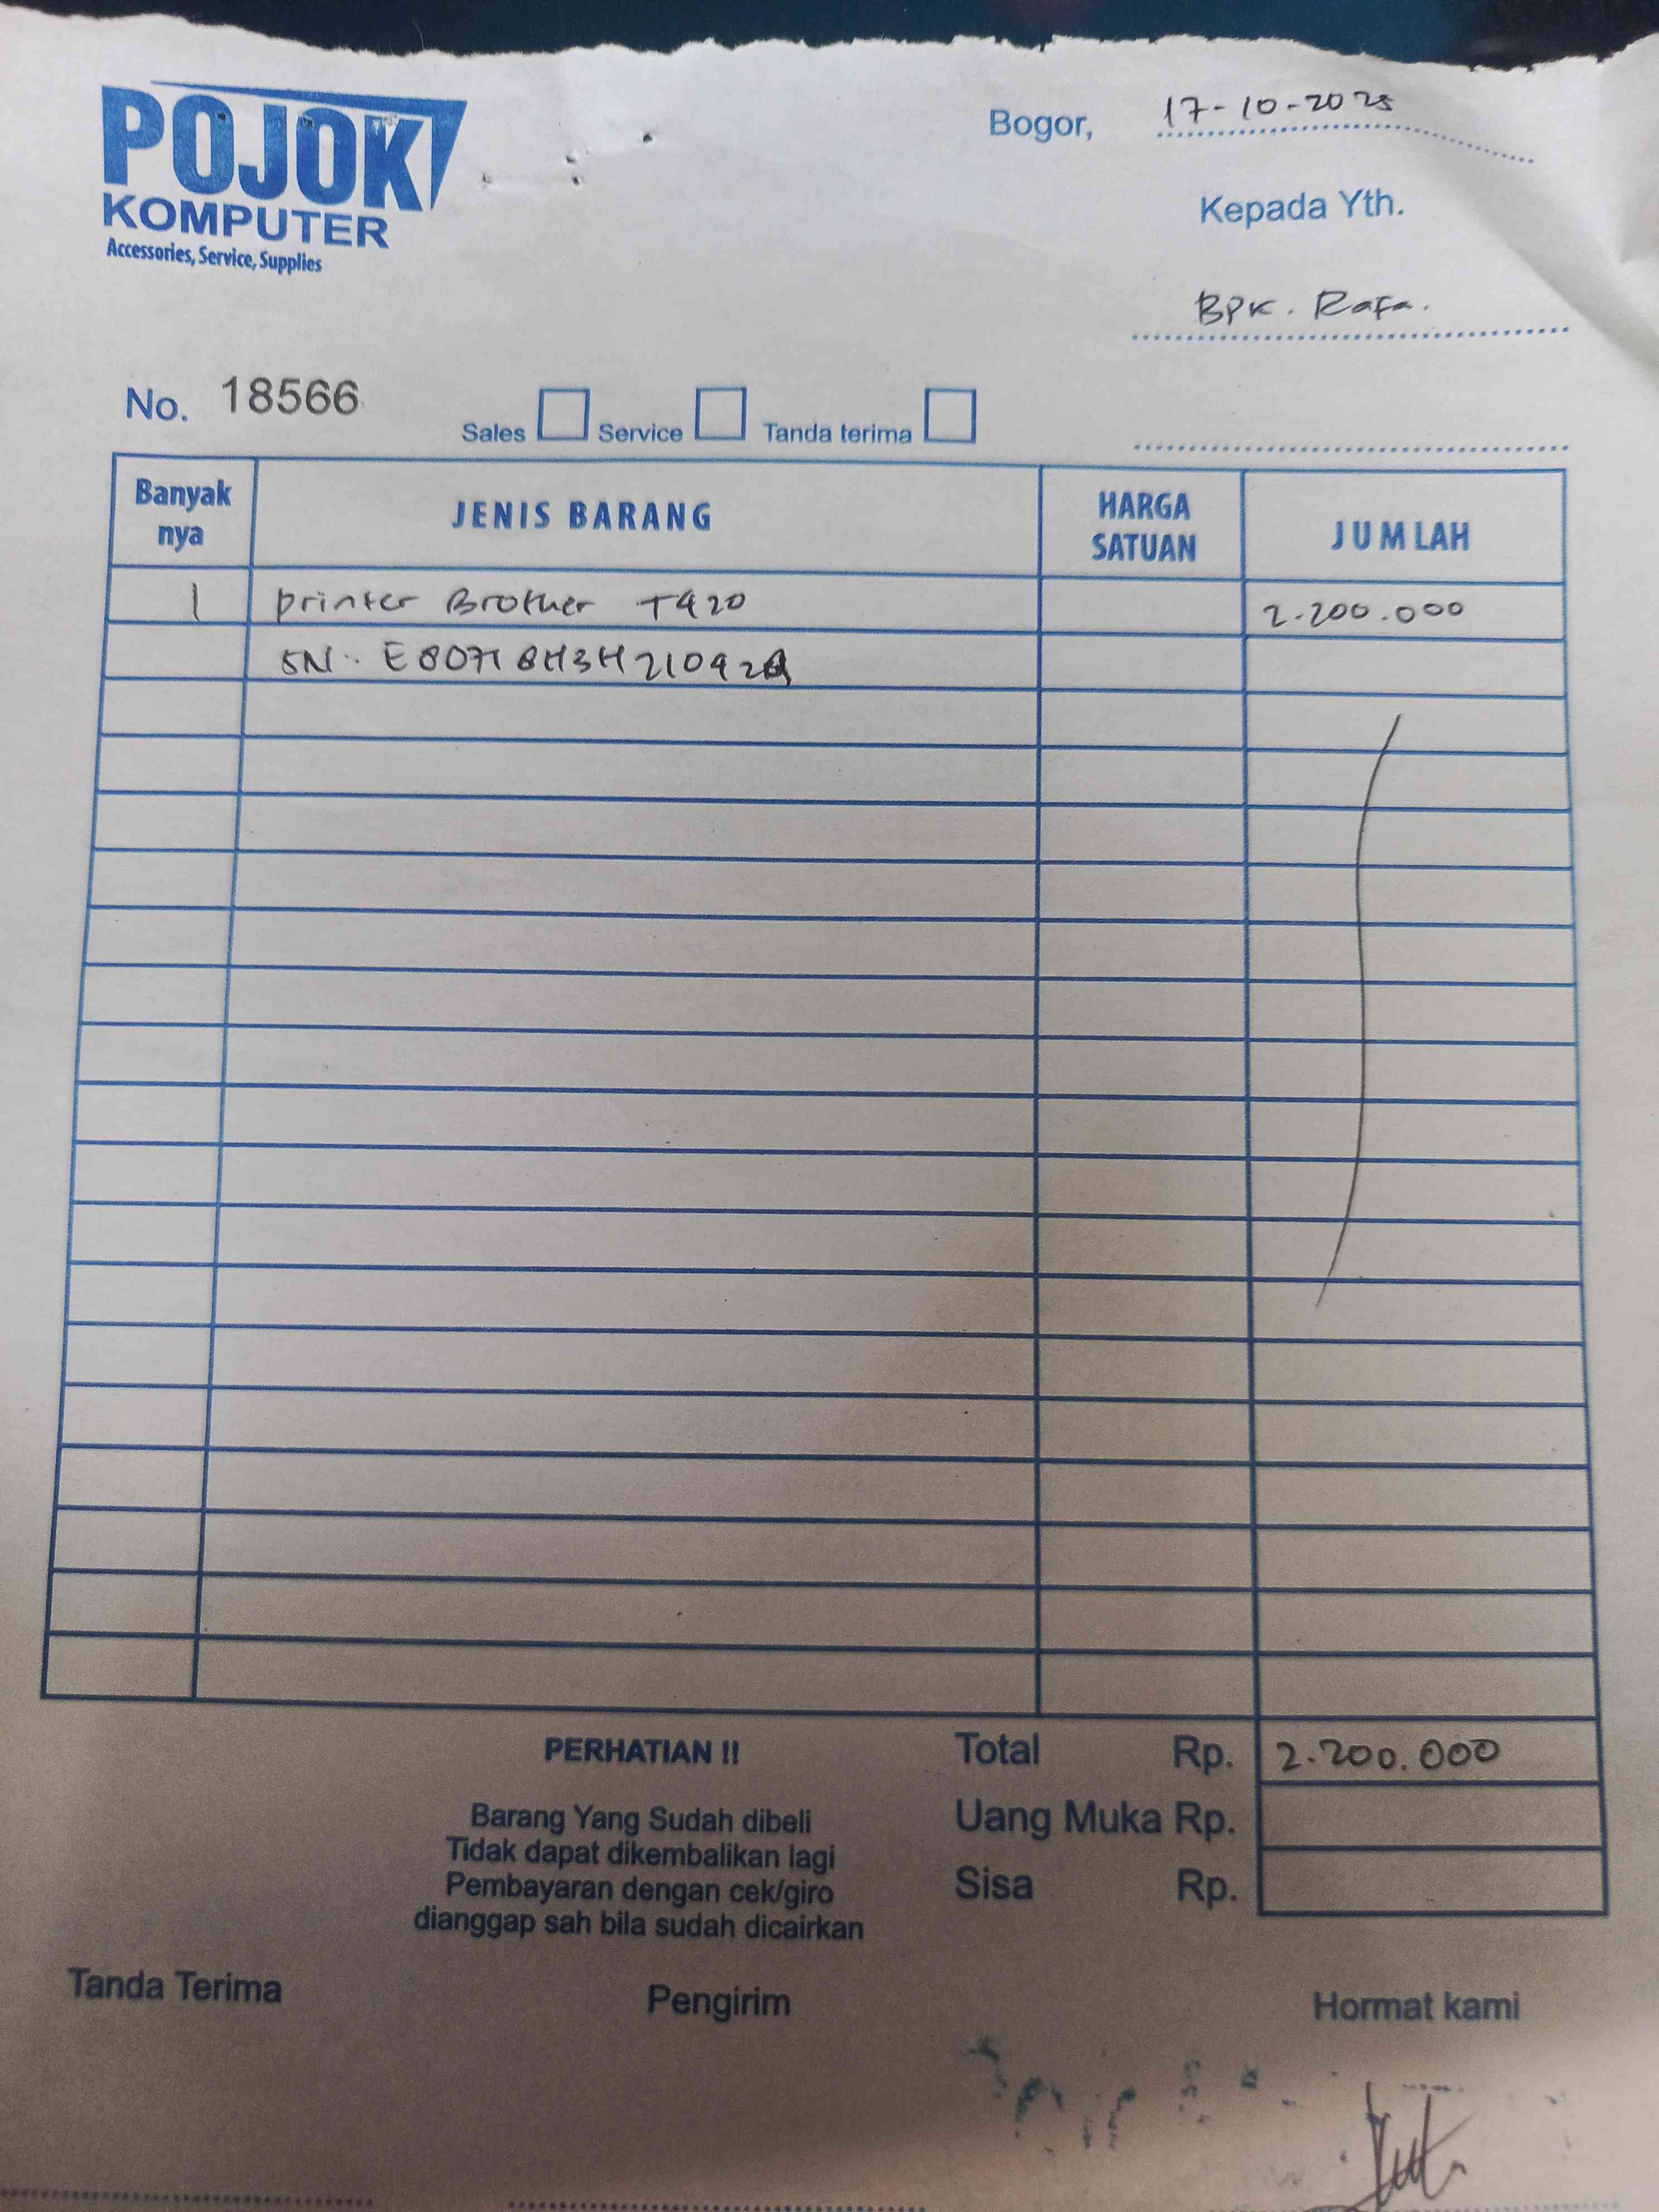 POJOK
KOMPUTER
Accessories, Service, Supplies
Bogor, 17-10-2025
Kepada Yth.
BPK. Rafa.
No. 18566
Sales Service Tanda terima
Banyak nya JENIS BARANG HARGA SATUAN JUMLAH
1 printer Brother T420 2.200.000
SN:
PERHATIAN !!
Barang Yang Sudah dibeli
Tidak dapat dikembalikan lagi
Pembayaran dengan cek/giro
dianggap sah bila sudah dicairkan
Total Rp. 2.200.000
Uang Muka Rp.
Sisa Rp.
Tanda Terima Pengirim Hormat kami